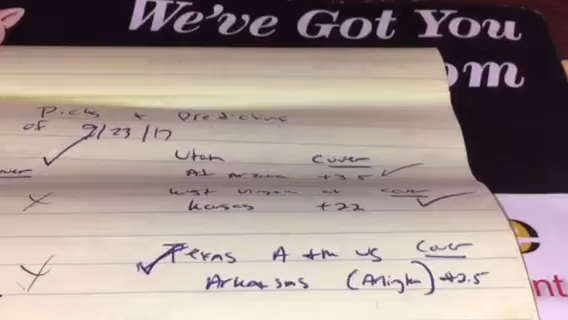 We've Got You
om
Picks & Predictions
of 9/23/17
Utah Cover
At Arizona +3.5
West Virginia at cover
Kansas +22
Texas A+M vs Cover
Arkansas (Arlington) +2.5
nt